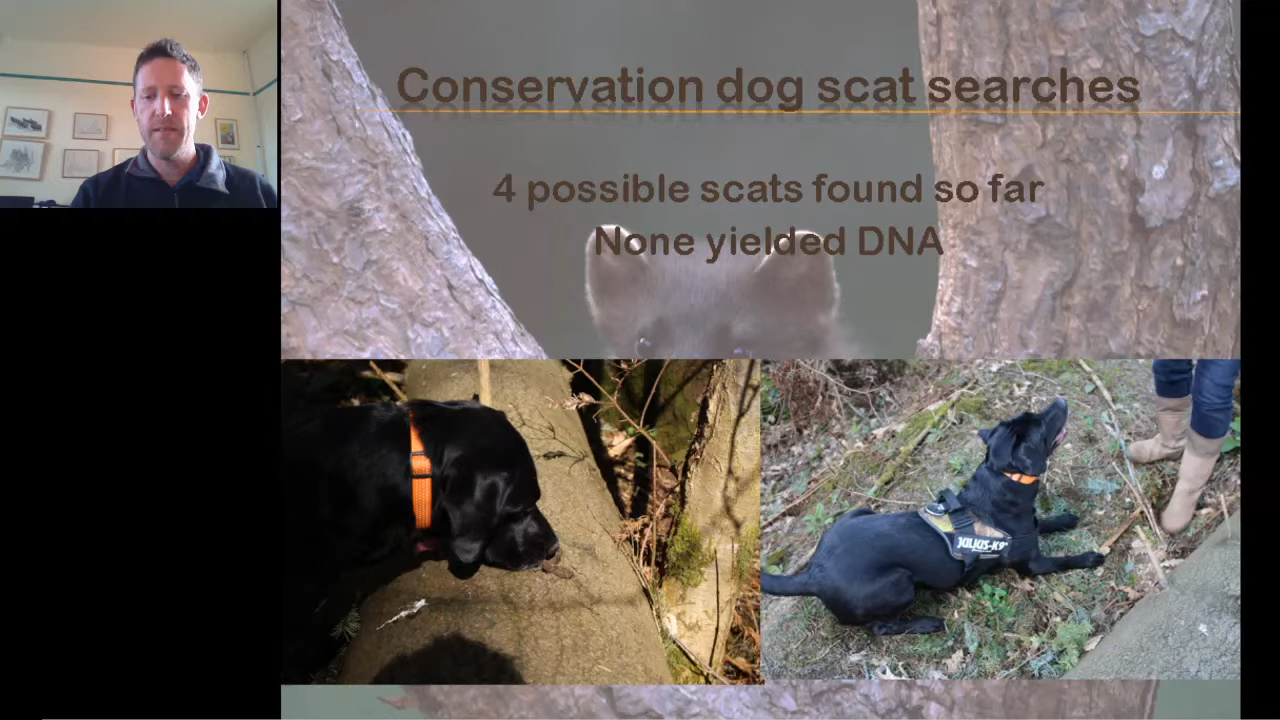 Conservation dog scat searches
4 possible scats found so far
None yielded DNA
JULIUS-K9